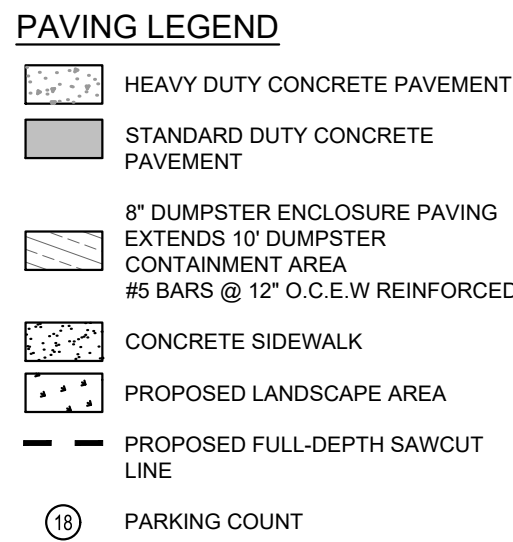 PAVING LEGEND
HEAVY DUTY CONCRETE PAVEMENT
STANDARD DUTY CONCRETE
PAVEMENT
8" DUMPSTER ENCLOSURE PAVING
EXTENDS 10' DUMPSTER
CONTAINMENT AREA
#5 BARS @ 12" O.C.E.W REINFORCED
CONCRETE SIDEWALK
PROPOSED LANDSCAPE AREA
PROPOSED FULL-DEPTH SAWCUT
LINE
18 PARKING COUNT